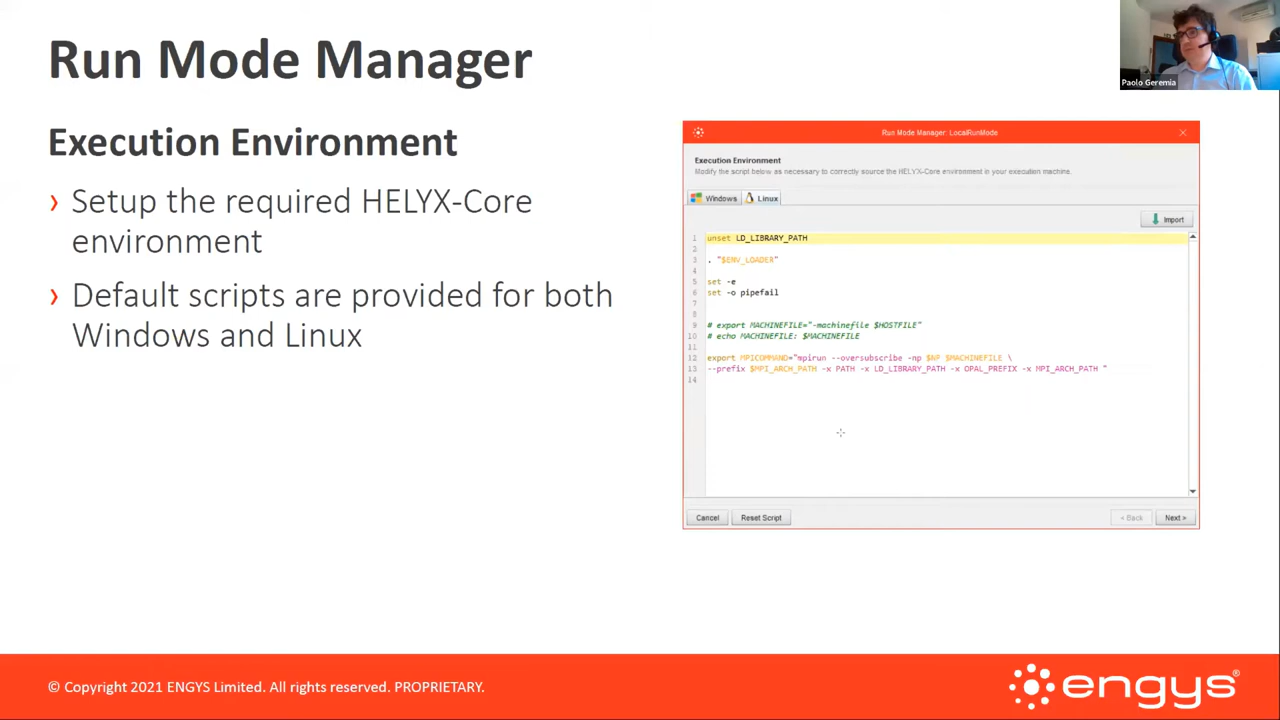 Run Mode Manager
Paolo Geremia
Execution Environment
› Setup the required HELYX-Core
environment
› Default scripts are provided for both
Windows and Linux
Run Mode Manager: LocalRunMode
Execution Environment
Modify the script below as necessary to correctly source the HELYX-Core environment in your execution machine.
Windows Linux
Import
1 unset LD_LIBRARY_PATH
2
3 . "$ENV_LOADER"
4
5 set -e
6 set -o pipefail
7
8
9 # export MACHINEFILE="-machinefile $HOSTFILE"
10 # echo MACHINEFILE: $MACHINEFILE
11
12 export MPICOMMAND="mpirun --oversubscribe -np $NP $MACHINEFILE \
13 --prefix $MPI_ARCH_PATH -x PATH -x LD_LIBRARY_PATH -x OPAL_PREFIX -x MPI_ARCH_PATH "
14
Cancel Reset Script < Back Next >
© Copyright 2021 ENGYS Limited. All rights reserved. PROPRIETARY.
engys®